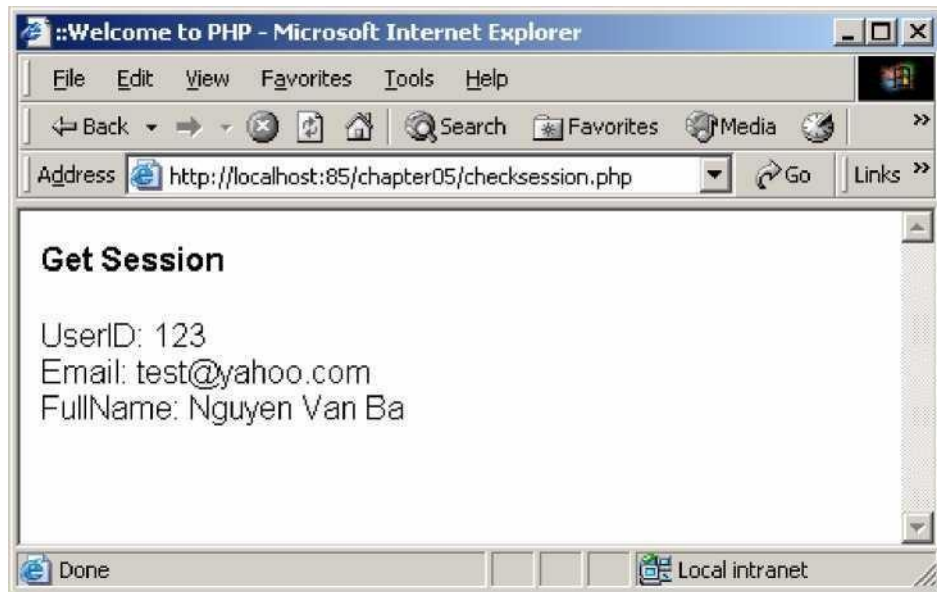 ::Welcome to PHP - Microsoft Internet Explorer
File Edit View Favorites Tools Help
Back Search Favorites Media »
Address http://localhost:85/chapter05/checksession.php Go Links »
Get Session
UserID: 123
Email: test@yahoo.com
FullName: Nguyen Van Ba
Done Local intranet